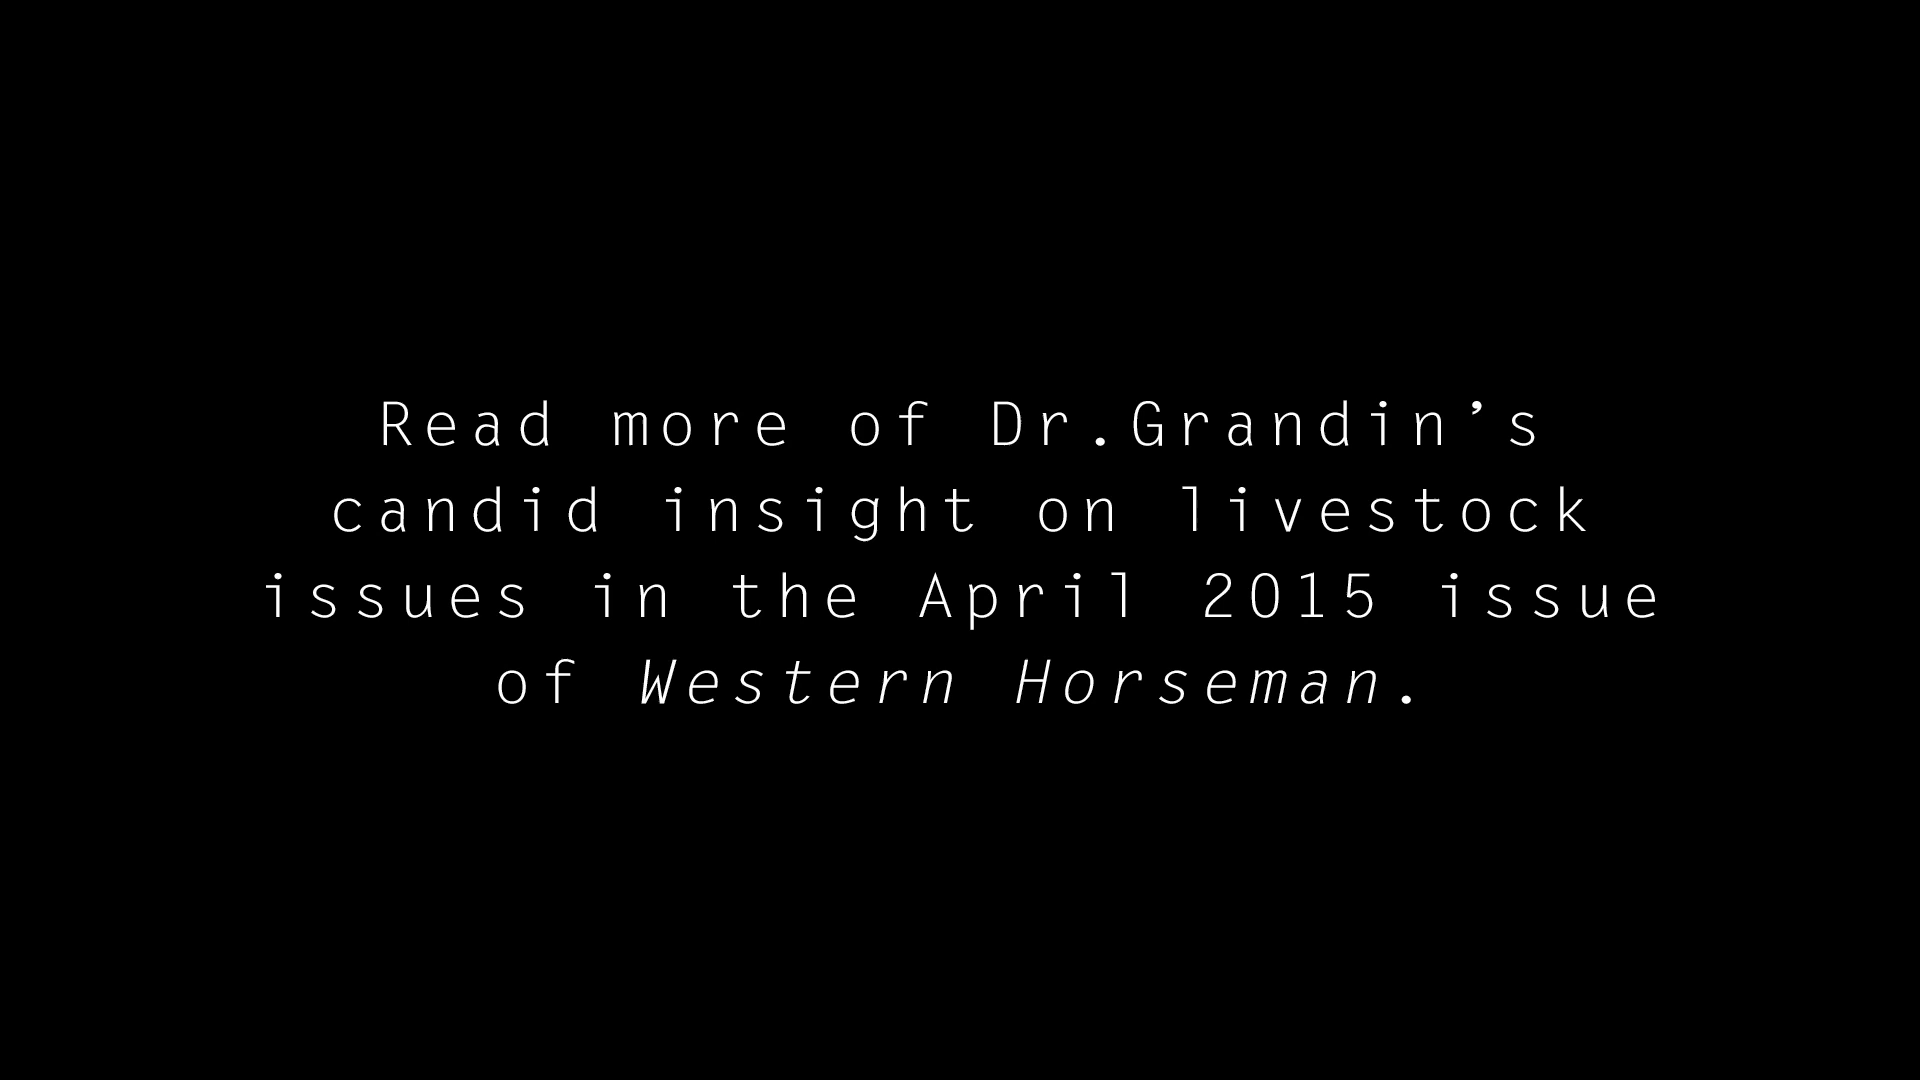 Read more of Dr.Grandin’s
candid insight on livestock
issues in the April 2015 issue
of Western Horseman.